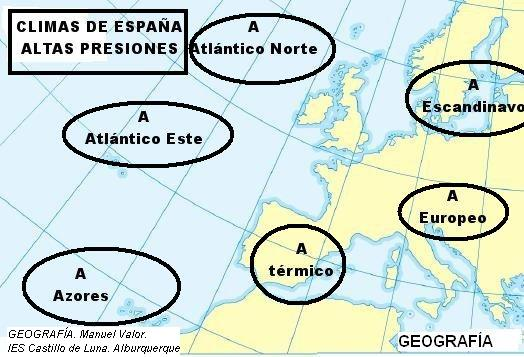 CLIMAS DE ESPAÑA
ALTAS PRESIONES
A
Atlántico Norte
A
Escandinavo
A
Atlántico Este
A
Europeo
A
térmico
A
Azores
GEOGRAFÍA. Manuel Valor.
IES Castillo de Luna. Alburquerque
GEOGRAFÍA